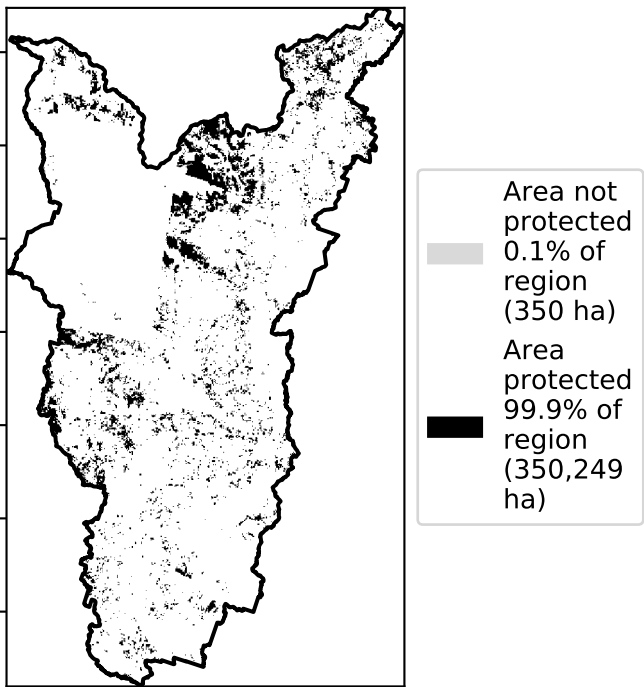 Area not
protected
0.1% of
region
(350 ha)
Area
protected
99.9% of
region
(350,249
ha)